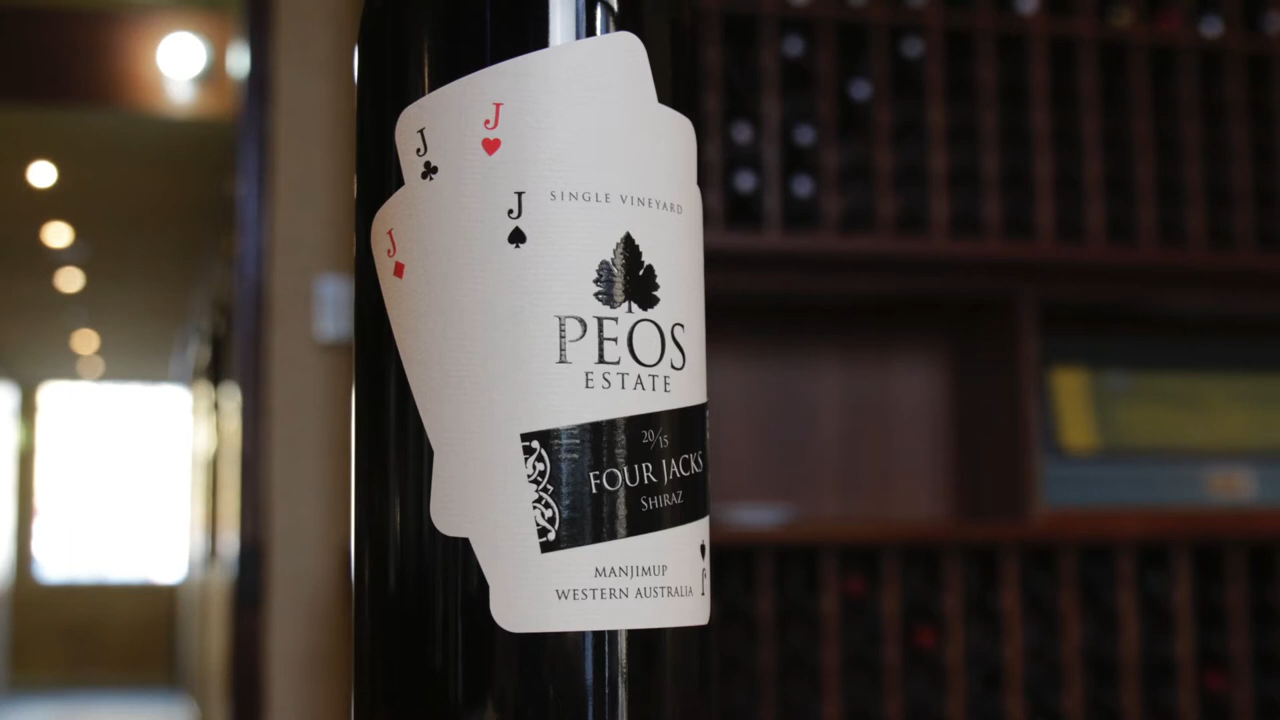 J
J
J
J
SINGLE VINEYARD
PEOS
ESTATE
20/15
FOUR JACKS
SHIRAZ
MANJIMUP
WESTERN AUSTRALIA
J